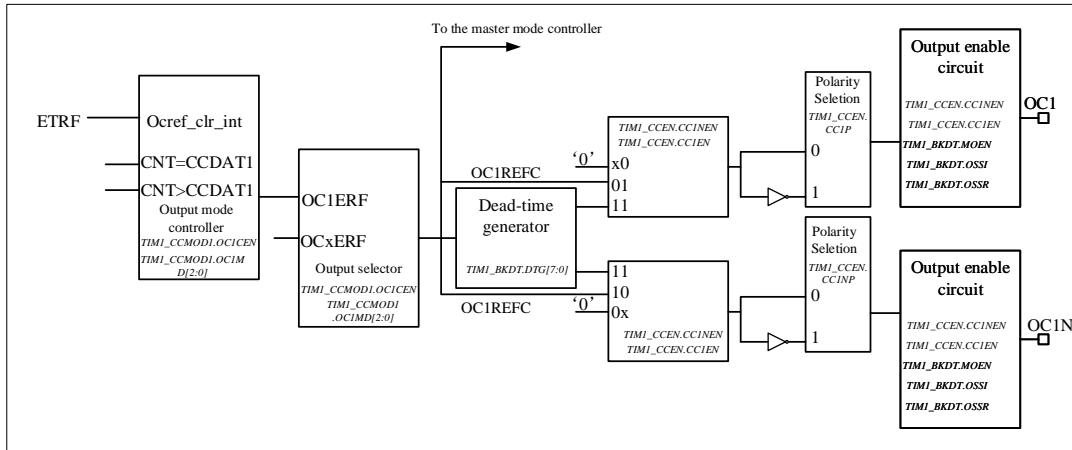 To the master mode controller
ETRF
Ocref_clr_int
CNT=CCDAT1
CNT>CCDAT1
Output mode
controller
TIM1_CCMOD1.OC1CEN
TIM1_CCMOD1.OC1M
D[2:0]
OC1ERF
OCxERF
Output selector
TIM1_CCMOD1.OC1CEN
TIM1_CCMOD1
.OC1MD[2:0]
OC1REFC
Dead-time
generator
TIM1_BKDT.DTG[7:0]
OC1REFC
TIM1_CCEN.CC1NEN
TIM1_CCEN.CC1EN
‘0’
x0
01
11
11
10
‘0’
0x
TIM1_CCEN.CC1NEN
TIM1_CCEN.CC1EN
Polarity
Seletion
TIM1_CCEN.
CC1P
0
1
Polarity
Seletion
TIM1_CCEN.
CC1NP
0
1
Output enable
circuit
TIM1_CCEN.CC1NEN
TIM1_CCEN.CC1EN
TIM1_BKDT.MOEN
TIM1_BKDT.OSSI
TIM1_BKDT.OSSR
OC1
Output enable
circuit
TIM1_CCEN.CC1NEN
TIM1_CCEN.CC1EN
TIM1_BKDT.MOEN
TIM1_BKDT.OSSI
TIM1_BKDT.OSSR
OC1N